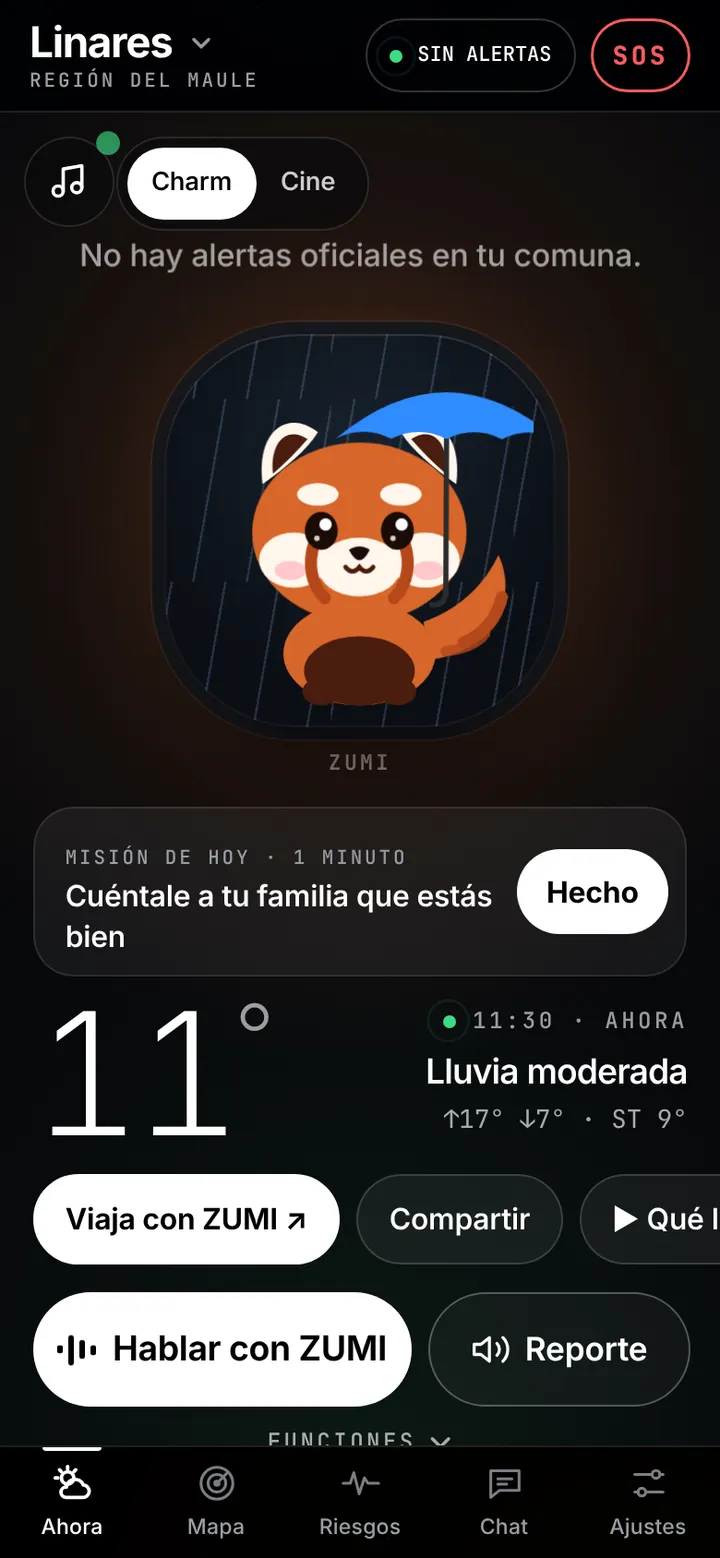 Linares
REGIÓN DEL MAULE
SIN ALERTAS
SOS
Charm
Cine
No hay alertas oficiales en tu comuna.
ZUMI
MISIÓN DE HOY · 1 MINUTO
Cuéntale a tu familia que estás
bien
Hecho
11°
11:30 · AHORA
Lluvia moderada
↑17° ↓7° · ST 9°
Viaja con ZUMI ↗
Compartir
▶ Qué
Hablar con ZUMI
Reporte
FUNCIONES
Ahora
Mapa
Riesgos
Chat
Ajustes